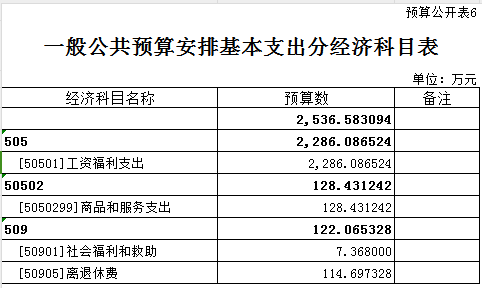 预算公开表6
一般公共预算安排基本支出分经济科目表
单位：万元
经济科目名称 预算数 备注
2,536.583094
505 2,286.086524
[50501]工资福利支出 2,286.086524
50502 128.431242
[5050299]商品和服务支出 128.431242
509 122.065328
[50901]社会福利和救助 7.368000
[50905]离退休费 114.697328